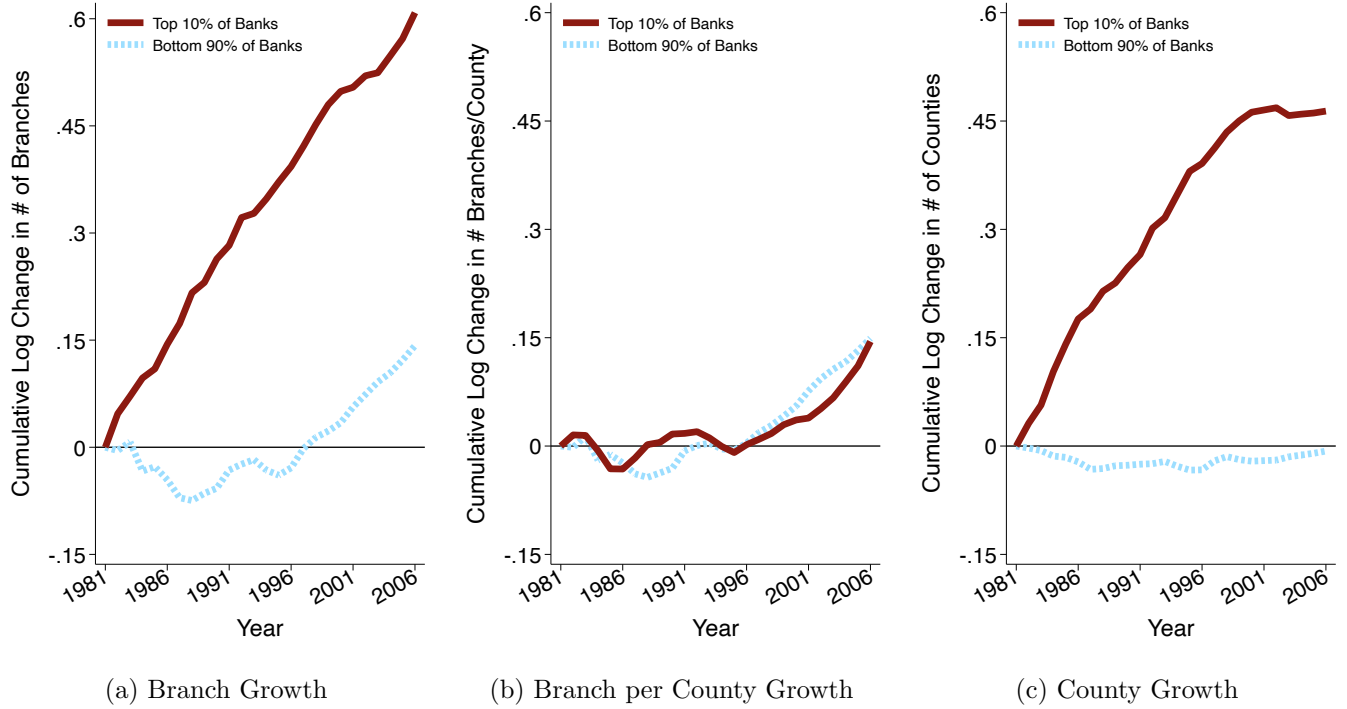 Top 10% of Banks
Bottom 90% of Banks
Cumulative Log Change in # of Branches
.6
.45
.3
.15
0
-.15
1981
1986
1991
1996
2001
2006
Year
(a) Branch Growth
Top 10% of Banks
Bottom 90% of Banks
Cumulative Log Change in # Branches/County
.6
.45
.3
.15
0
-.15
1981
1986
1991
1996
2001
2006
Year
(b) Branch per County Growth
Top 10% of Banks
Bottom 90% of Banks
Cumulative Log Change in # of Counties
.6
.45
.3
.15
0
-.15
1981
1986
1991
1996
2001
2006
Year
(c) County Growth